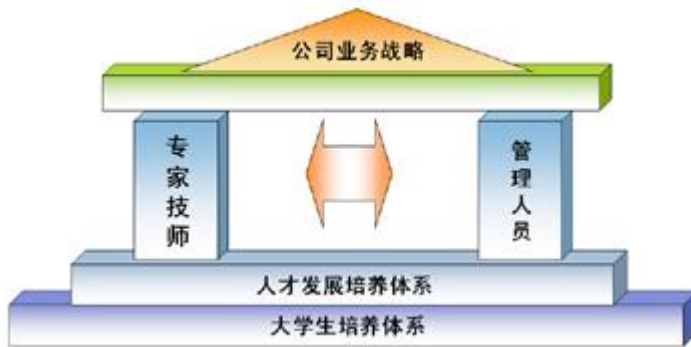 公司业务战略
专家技师
管理人员
人才发展培养体系
大学生培养体系